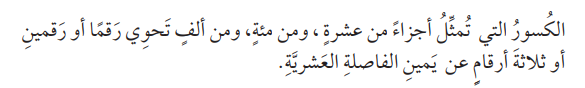 الكُسورُ التي تُمثِّلُ أجزاءً من عشرةٍ ، ومن مئةٍ، ومن ألفٍ تَحوِي رَقمًا أو رَقمينِ
أو ثلاثةَ أرقامٍ عن يَمينِ الفاصلةِ العَشريَّةِ.